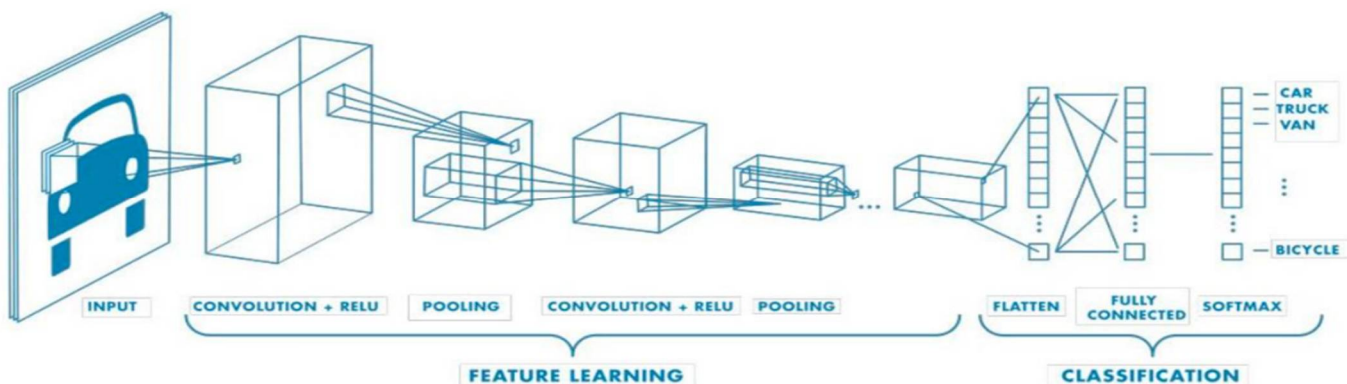 CAR
TRUCK
VAN
BICYCLE
INPUT
CONVOLUTION + RELU
POOLING
CONVOLUTION + RELU
POOLING
FLATTEN
FULLY
CONNECTED
SOFTMAX
FEATURE LEARNING
CLASSIFICATION